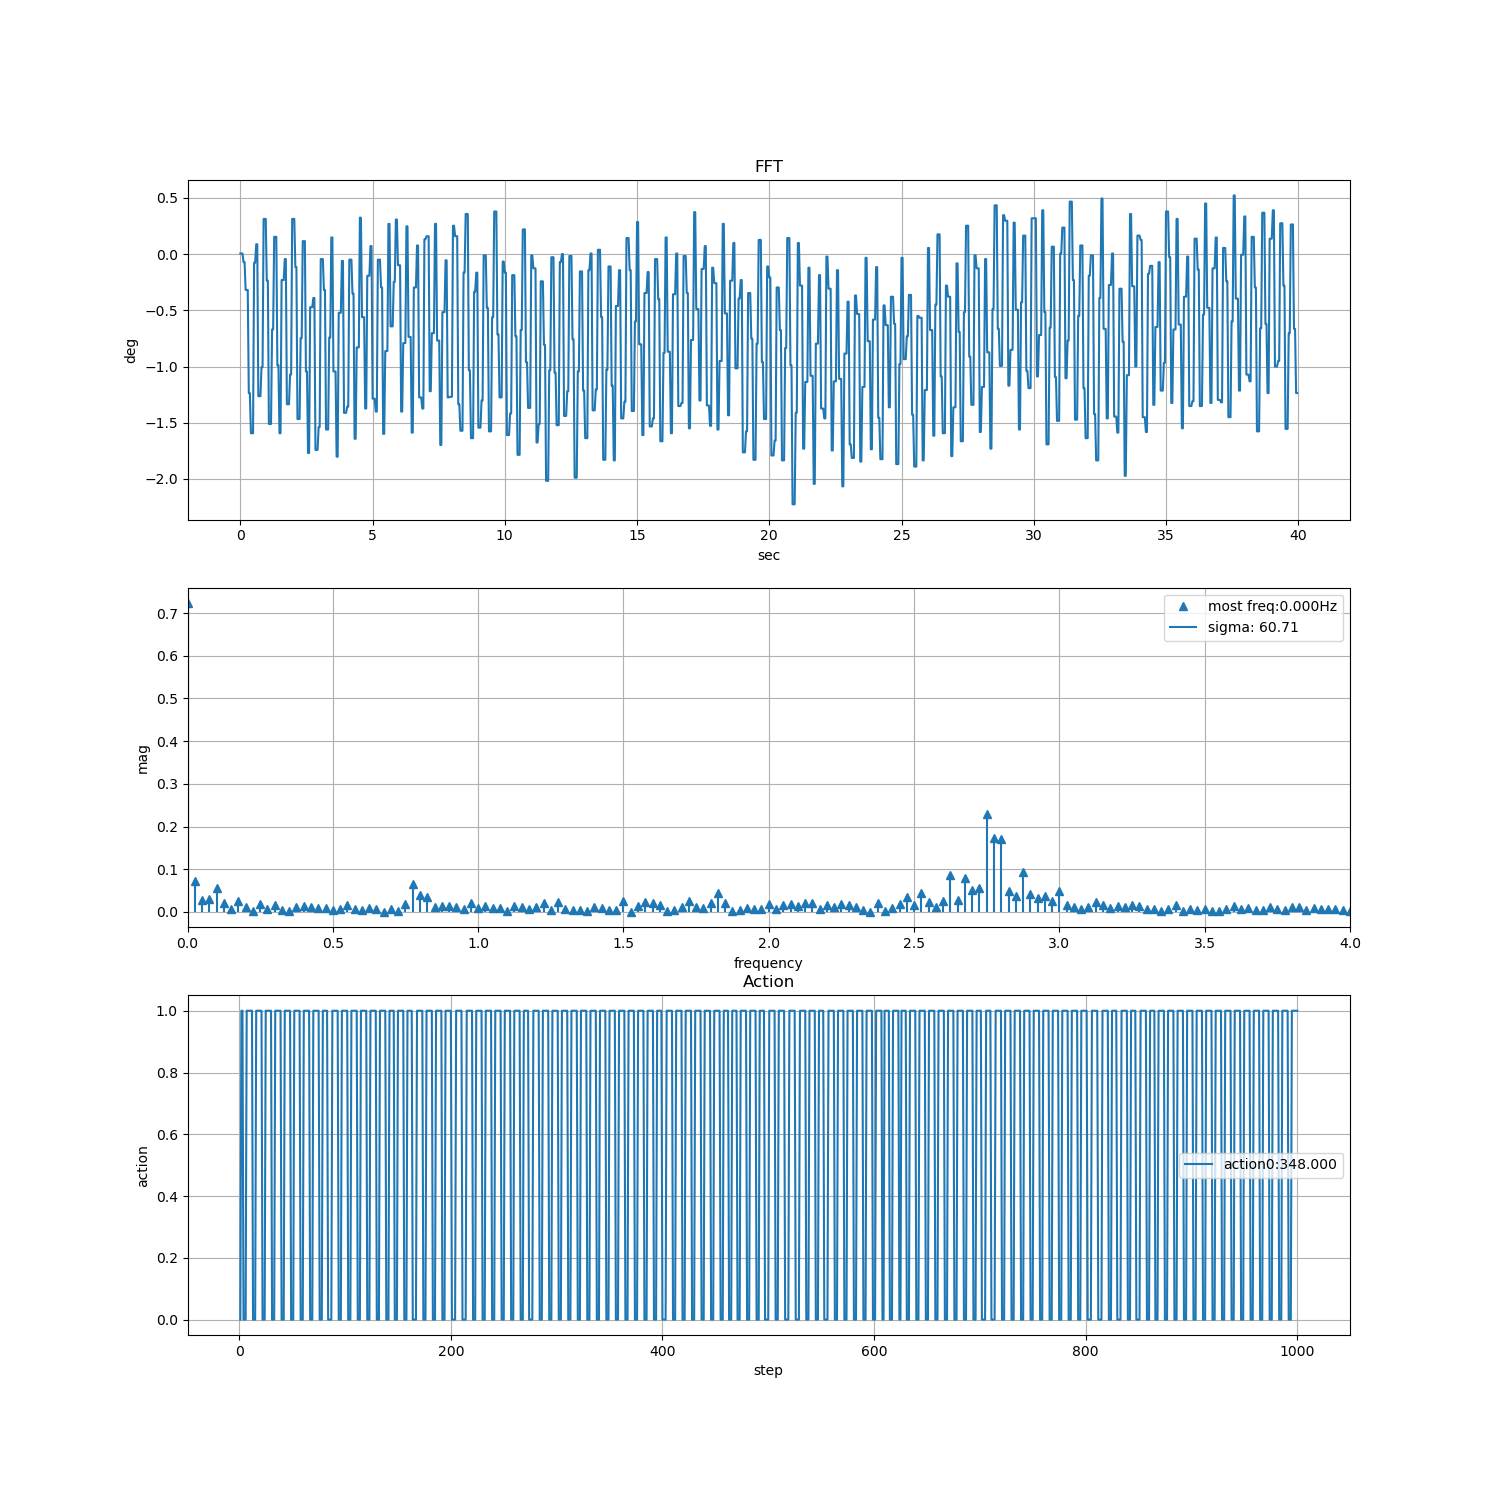 FFT
0.5
0.0
−0.5
−1.0
−1.5
−2.0
deg
0 5 10 15 20 25 30 35 40
sec
most freq:0.000Hz
sigma: 60.71
0.7
0.6
0.5
0.4
0.3
0.2
0.1
0.0
mag
0.0 0.5 1.0 1.5 2.0 2.5 3.0 3.5 4.0
frequency
Action
1.0
0.8
0.6
0.4
0.2
0.0
action
action0:348.000
0 200 400 600 800 1000
step